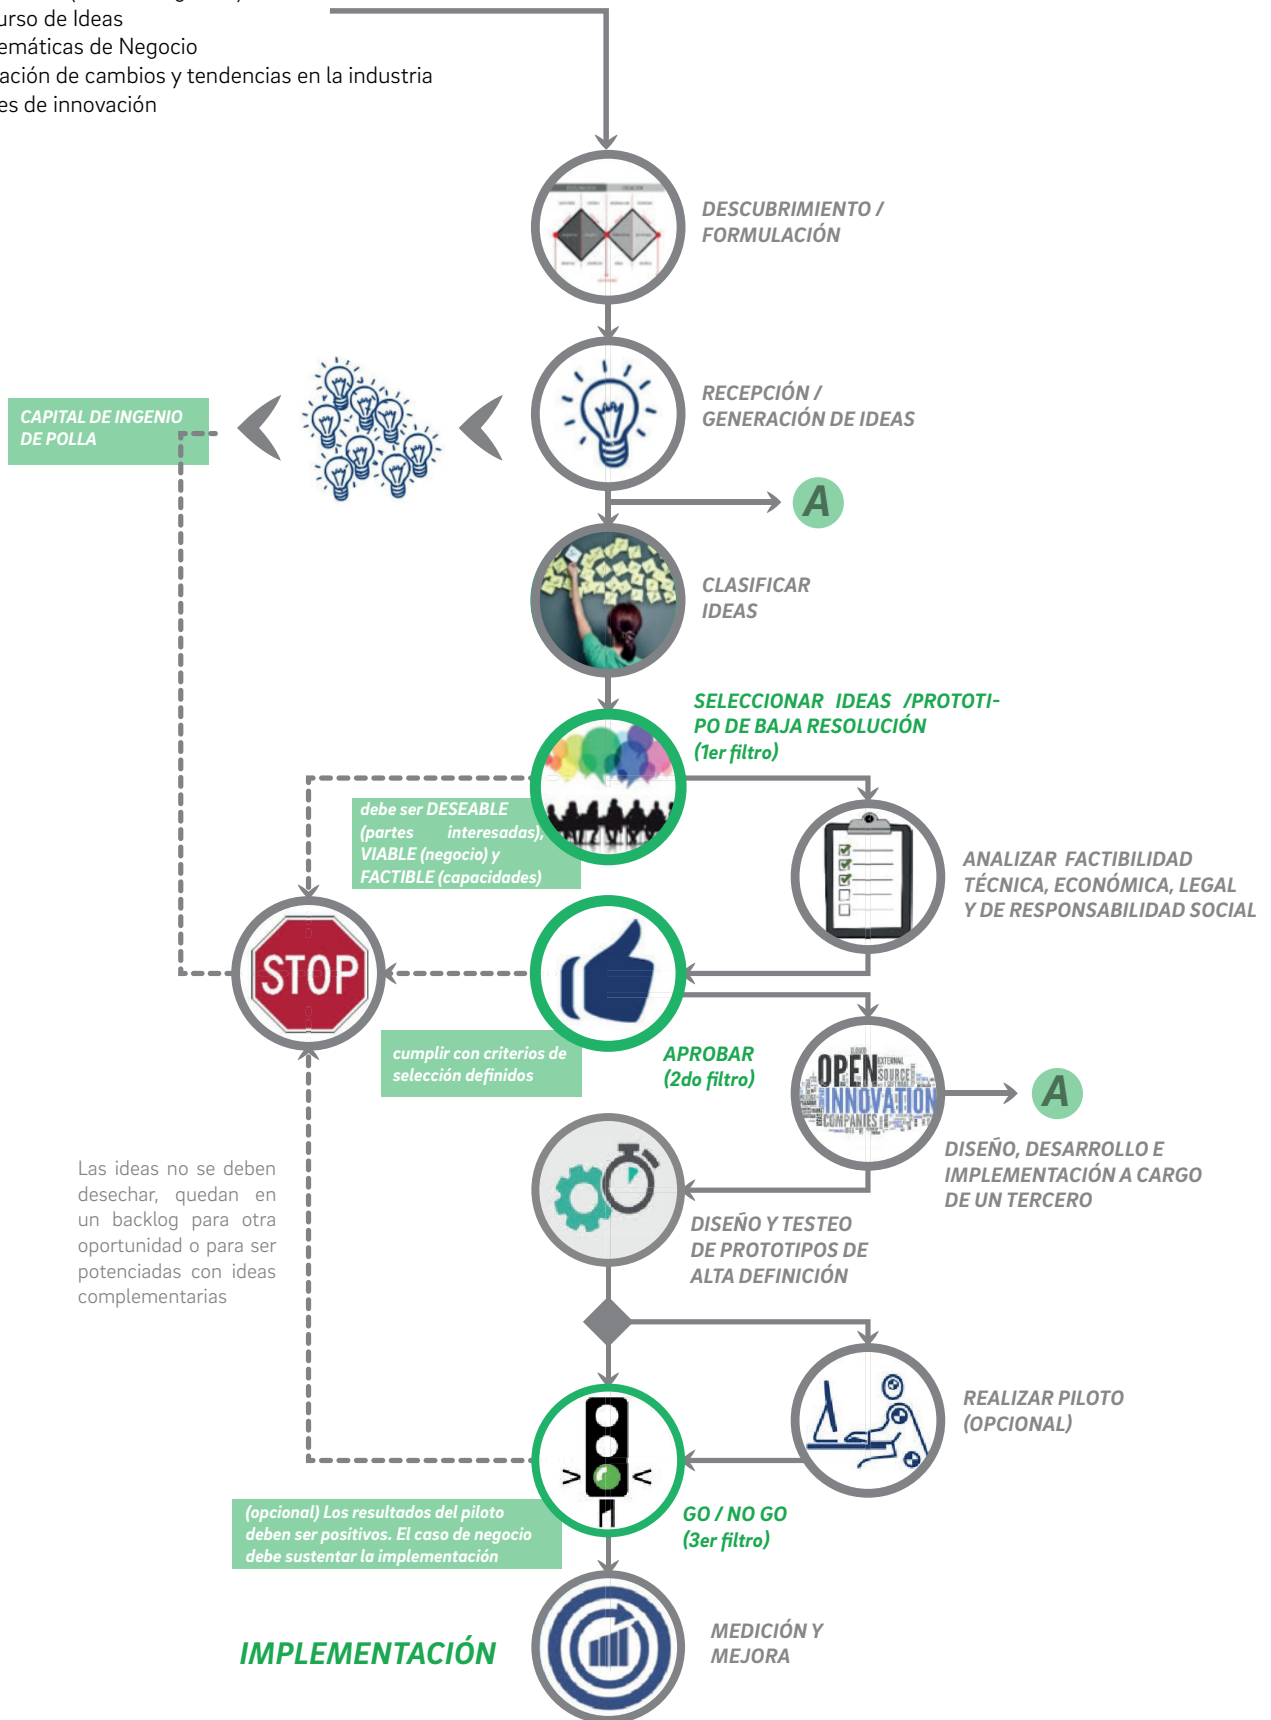 urso de Ideas
emáticas de Negocio
ación de cambios y tendencias en la industria
es de innovación
DESCUBRIMIENTO /
FORMULACIÓN
RECEPCIÓN /
GENERACIÓN DE IDEAS
CAPITAL DE INGENIO
DE POLLA
A
CLASIFICAR
IDEAS
SELECCIONAR IDEAS /PROTOTI-
PO DE BAJA RESOLUCIÓN
(1er filtro)
debe ser DESEABLE
(partes interesadas),
VIABLE (negocio) y
FACTIBLE (capacidades)
ANALIZAR FACTIBILIDAD
TÉCNICA, ECONÓMICA, LEGAL
Y DE RESPONSABILIDAD SOCIAL
STOP
cumplir con criterios de
selección definidos
APROBAR
(2do filtro)
OPEN
EXTERNAL
SOURCE
INNOVATION
COMPANIES
A
DISEÑO, DESARROLLO E
IMPLEMENTACIÓN A CARGO
DE UN TERCERO
Las ideas no se deben
desechar, quedan en
un backlog para otra
oportunidad o para ser
potenciadas con ideas
complementarias
DISEÑO Y TESTEO
DE PROTOTIPOS DE
ALTA DEFINICIÓN
REALIZAR PILOTO
(OPCIONAL)
(opcional) Los resultados del piloto
deben ser positivos. El caso de negocio
debe sustentar la implementación
GO / NO GO
(3er filtro)
IMPLEMENTACIÓN
MEDICIÓN Y
MEJORA